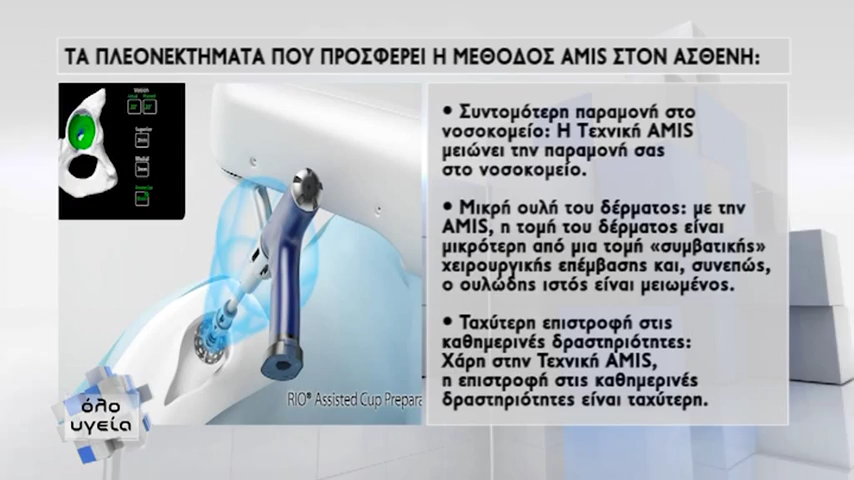 ΤΑ ΠΛΕΟΝΕΚΤΗΜΑΤΑ ΠΟΥ ΠΡΟΣΦΕΡΕΙ Η ΜΕΘΟΔΟΣ AMIS ΣΤΟΝ ΑΣΘΕΝΗ:
• Συντομότερη παραμονή στο
νοσοκομείο: Η Τεχνική AMIS
μειώνει την παραμονή σας
στο νοσοκομείο.
• Μικρή ουλή του δέρματος: με την
AMIS, η τομή του δέρματος είναι
μικρότερη από μια τομή «συμβατικής»
χειρουργικής επέμβασης και, συνεπώς,
ο ουλώδης ιστός είναι μειωμένος.
• Ταχύτερη επιστροφή στις
καθημερινές δραστηριότητες:
Χάρη στην Τεχνική AMIS,
η επιστροφή στις καθημερινές
δραστηριότητες είναι ταχύτερη.
Superior
Medial
RIO® Assisted Cup Prepara
όλο
υγεία